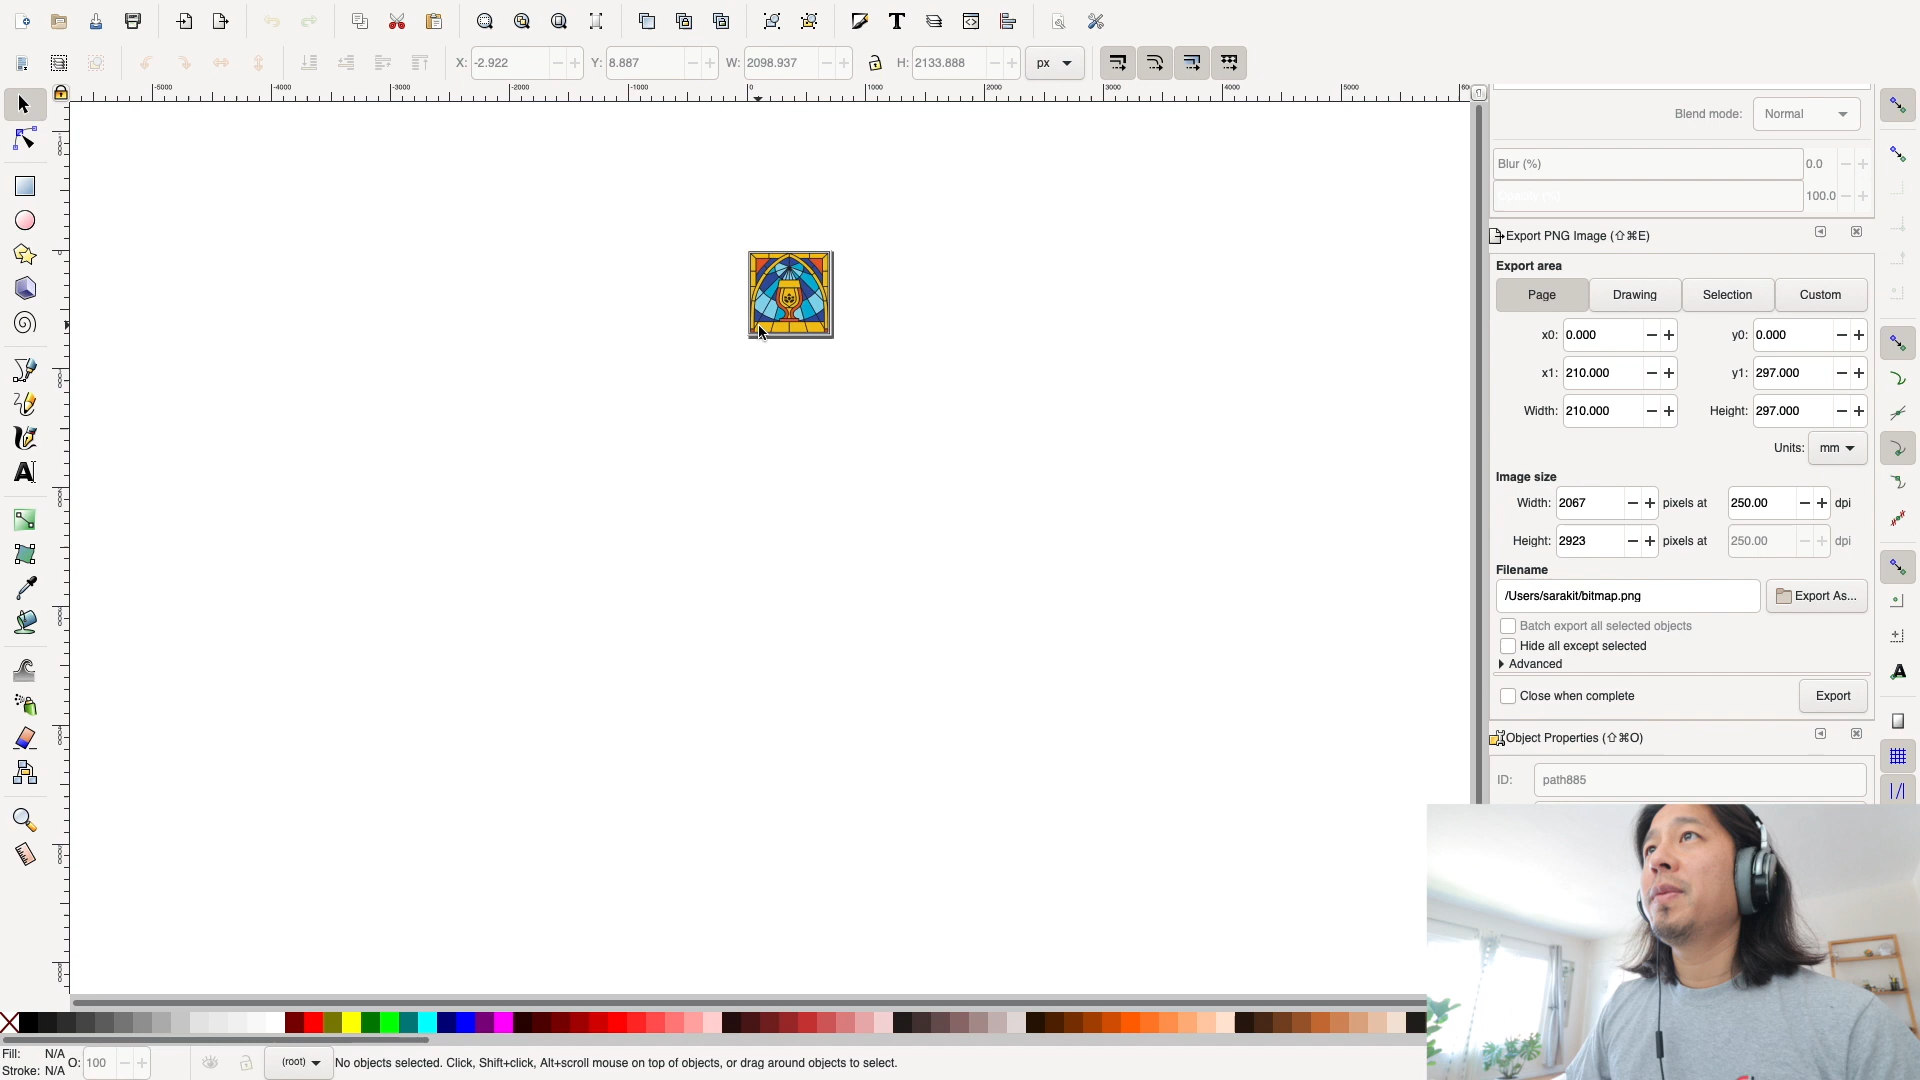 X: -2.922 Y: 8.887 W: 2098.937 H: 2133.888 px
-5000 -4000 -3000 -2000 -1000 0 1000 2000 3000 4000 5000
Blend mode: Normal
Blur (%) 0.0
100.0
Export PNG Image (⇧⌘E)
Export area
Page Drawing Selection Custom
x0: 0.000 y0: 0.000
x1: 210.000 y1: 297.000
Width: 210.000 Height: 297.000
Units: mm
Image size
Width: 2067 pixels at 250.00 dpi
Height: 2923 pixels at 250.00 dpi
Filename
/Users/sarakit/bitmap.png Export As...
Batch export all selected objects
Hide all except selected
Advanced
Close when complete Export
Object Properties (⇧⌘O)
ID: path885
Fill: N/A O: 100 (root) No objects selected. Click, Shift+click, Alt+scroll mouse on top of objects, or drag around objects to select.
Stroke: N/A